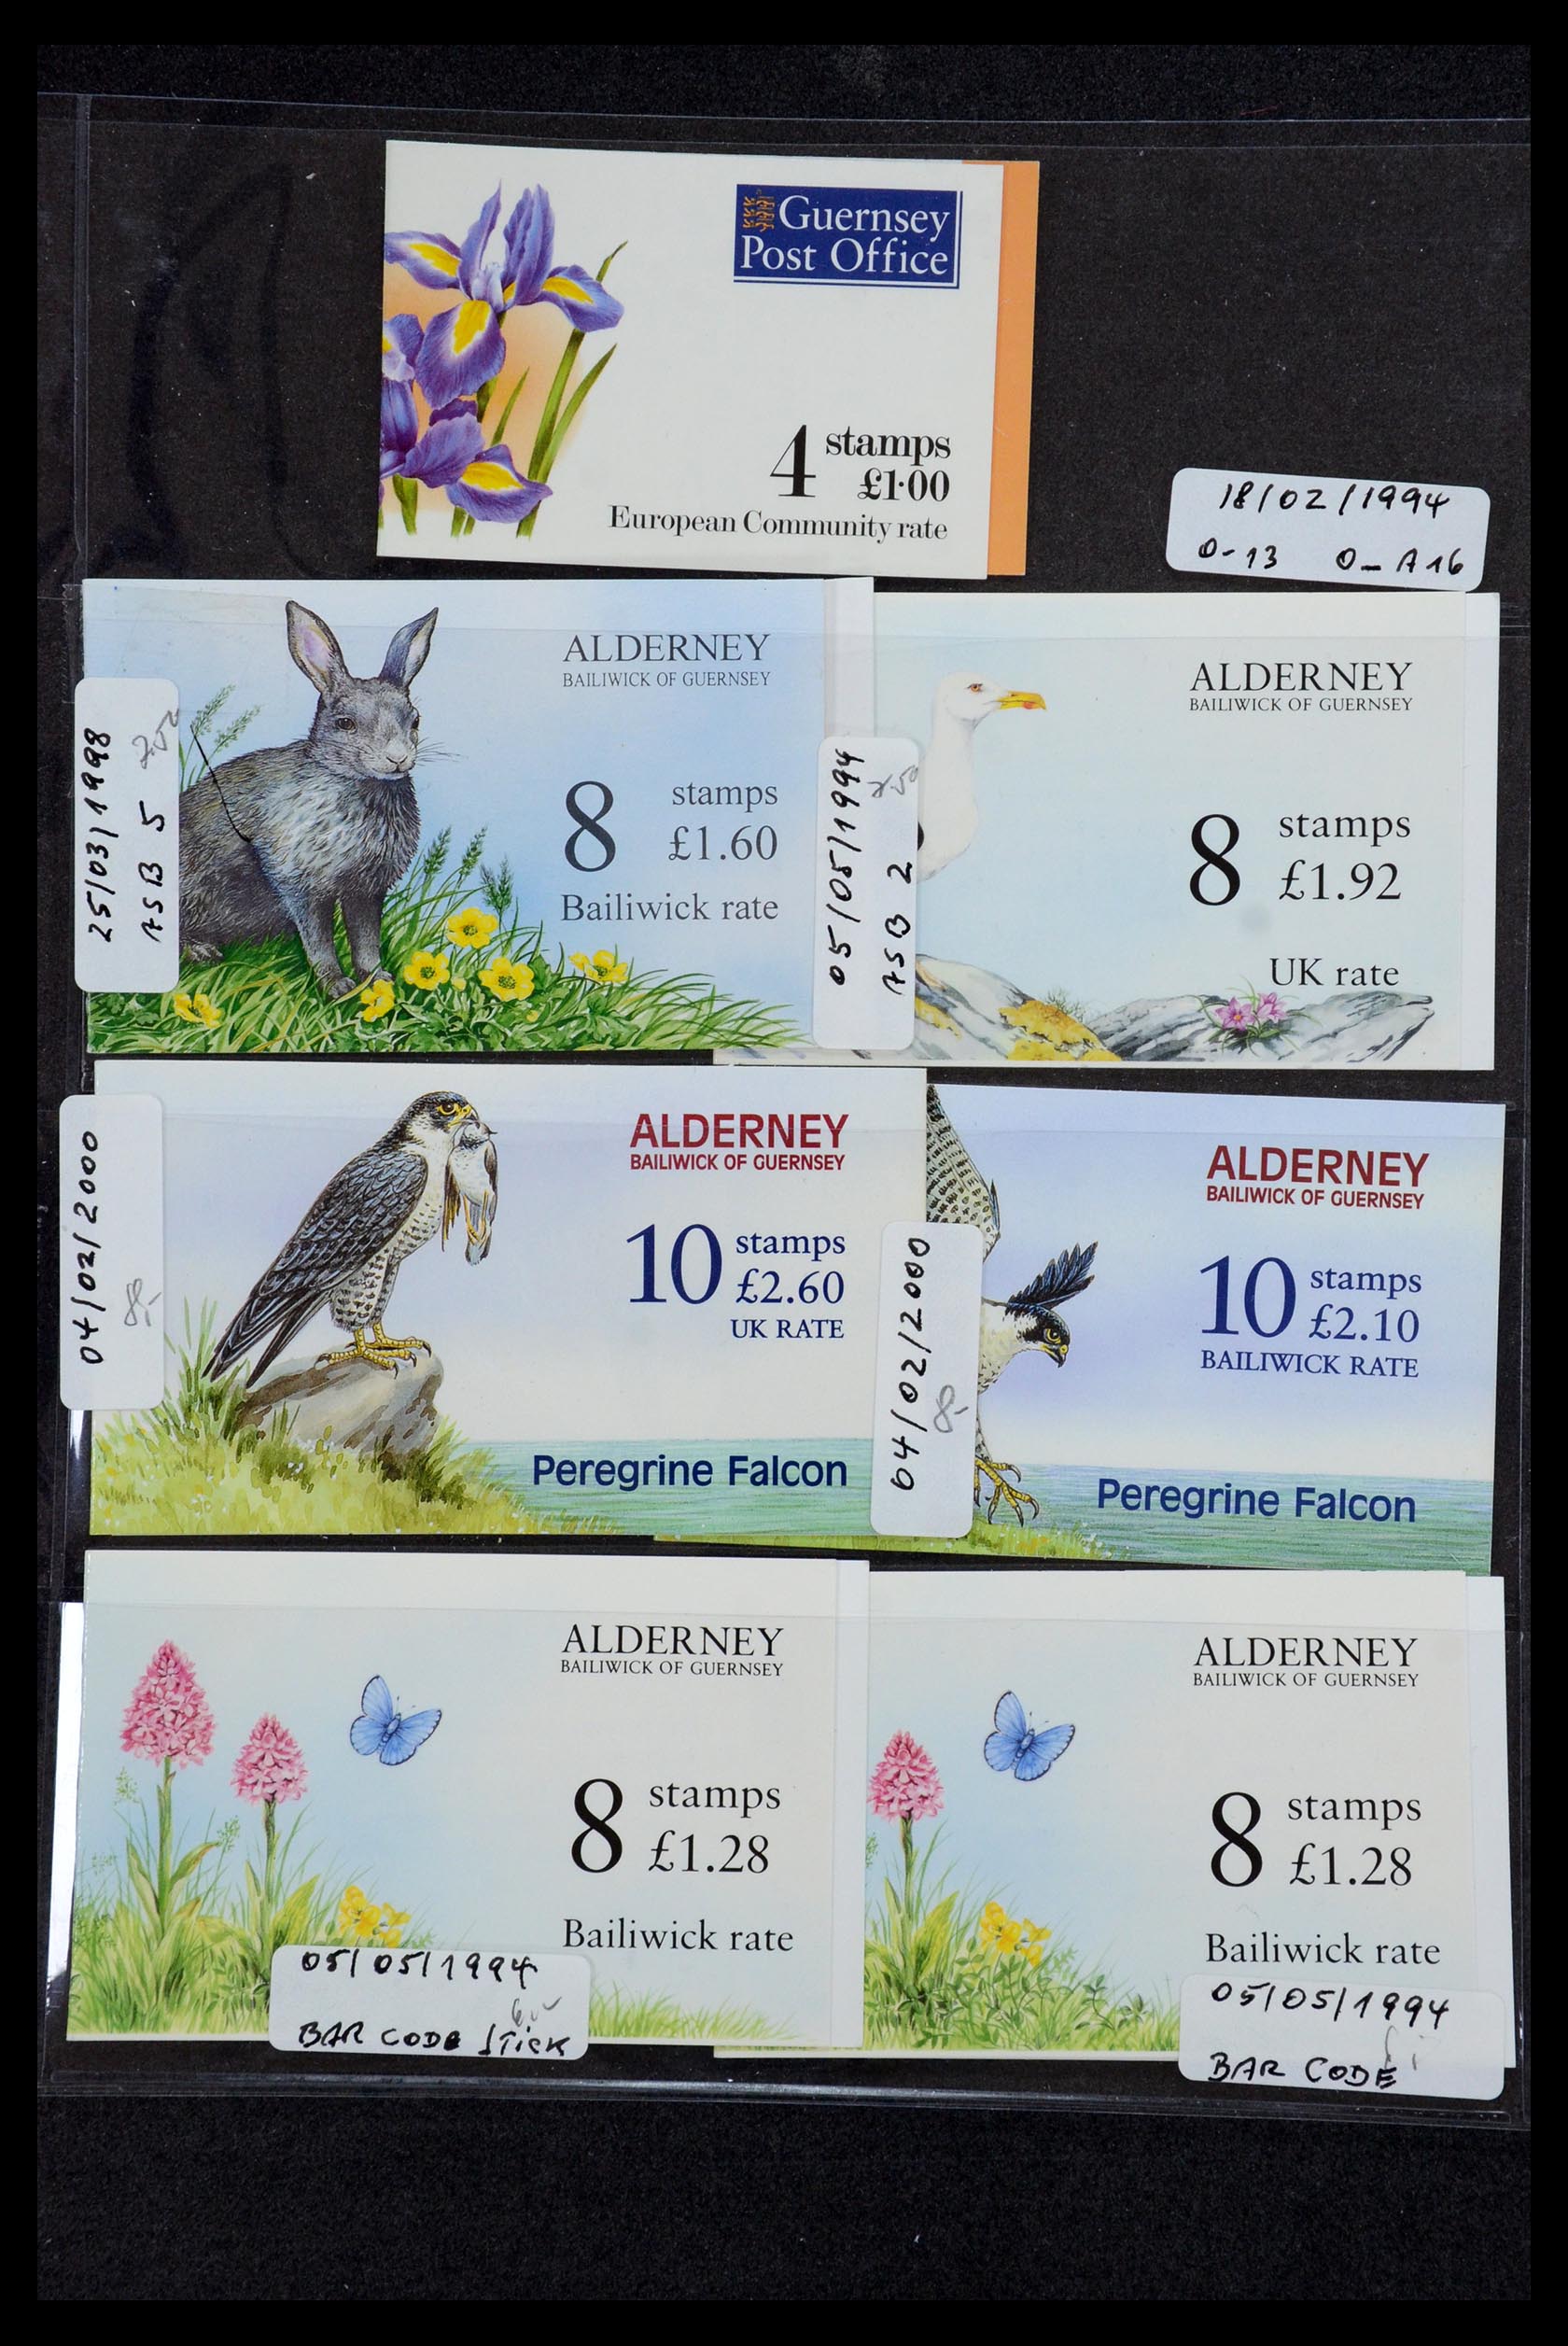 Guernsey
Post Office
4 stamps
£1·00
European Community rate
18/02/1994
0-13 0-A16
ALDERNEY
BAILIWICK OF GUERNSEY
8 stamps
£1.60
Bailiwick rate
25/03/1998
ASB 5
ALDERNEY
BAILIWICK OF GUERNSEY
8 stamps
£1.92
UK rate
05/05/1994
ASB 2
ALDERNEY
BAILIWICK OF GUERNSEY
10 stamps
£2.60
UK RATE
Peregrine Falcon
04/02/2000
8,-
ALDERNEY
BAILIWICK OF GUERNSEY
10 stamps
£2.10
BAILIWICK RATE
Peregrine Falcon
04/02/2000
8-
ALDERNEY
BAILIWICK OF GUERNSEY
8 stamps
£1.28
Bailiwick rate
05/05/1994
BAR CODE STICK
ALDERNEY
BAILIWICK OF GUERNSEY
8 stamps
£1.28
Bailiwick rate
05/05/1994
BAR CODE